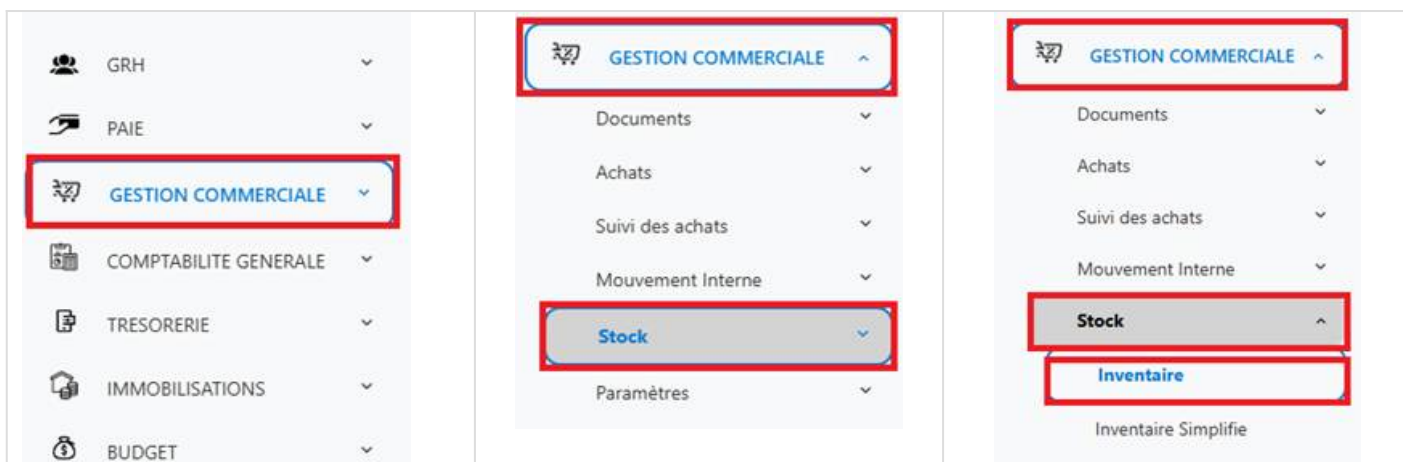 GRH
PAIE
GESTION COMMERCIALE
COMPTABILITE GENERALE
TRESORERIE
IMMOBILISATIONS
BUDGET
GESTION COMMERCIALE
Documents
Achats
Suivi des achats
Mouvement Interne
Stock
Paramètres
GESTION COMMERCIALE
Documents
Achats
Suivi des achats
Mouvement Interne
Stock
Inventaire
Inventaire Simplifie